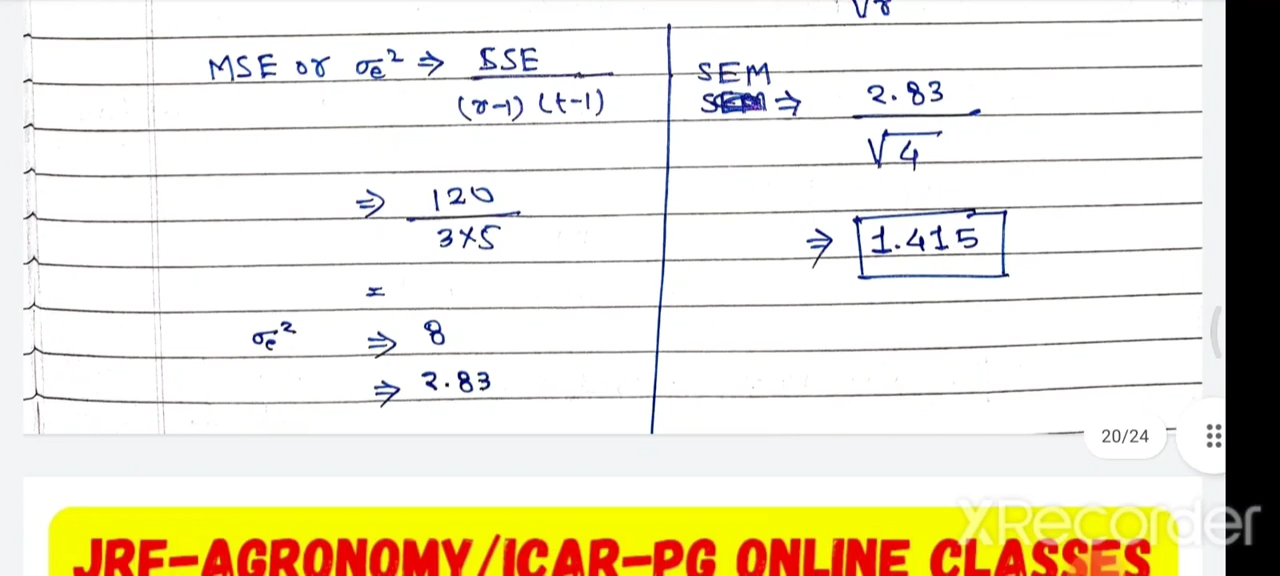 √r
MSE or σe² ⇒ SSE
(r-1) (t-1)
⇒ 120
3×5
=
σe² ⇒ 8
⇒ 2.83
SEM
SEM ⇒ 2.83
√4
⇒ 1.415
20/24
XRecorder
JRF-AGRONOMY/ICAR-PG ONLINE CLASSES